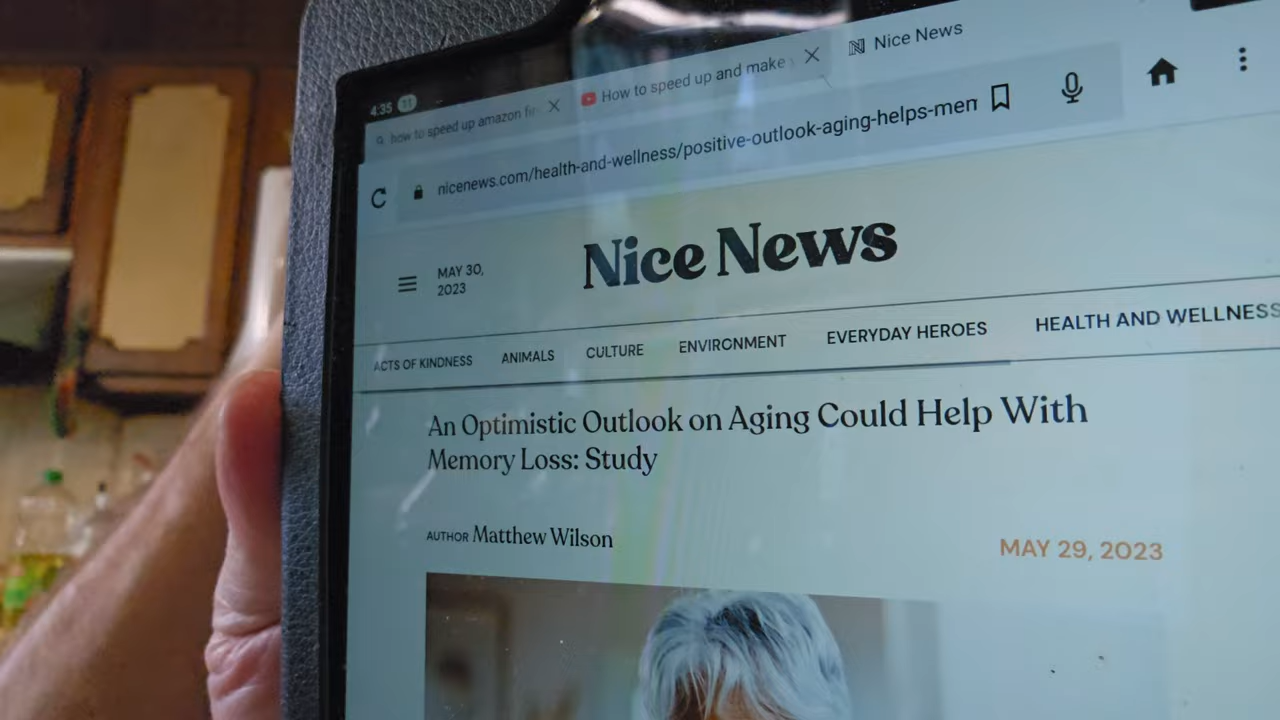 4:35 11
how to speed up amazon fir
How to speed up and make
Nice News
nicenews.com/health-and-wellness/positive-outlook-aging-helps-mem
MAY 30,
2023
Nice News
ACTS OF KINDNESS ANIMALS CULTURE ENVIRONMENT EVERYDAY HEROES HEALTH AND WELLNESS
An Optimistic Outlook on Aging Could Help With
Memory Loss: Study
AUTHOR Matthew Wilson
MAY 29, 2023